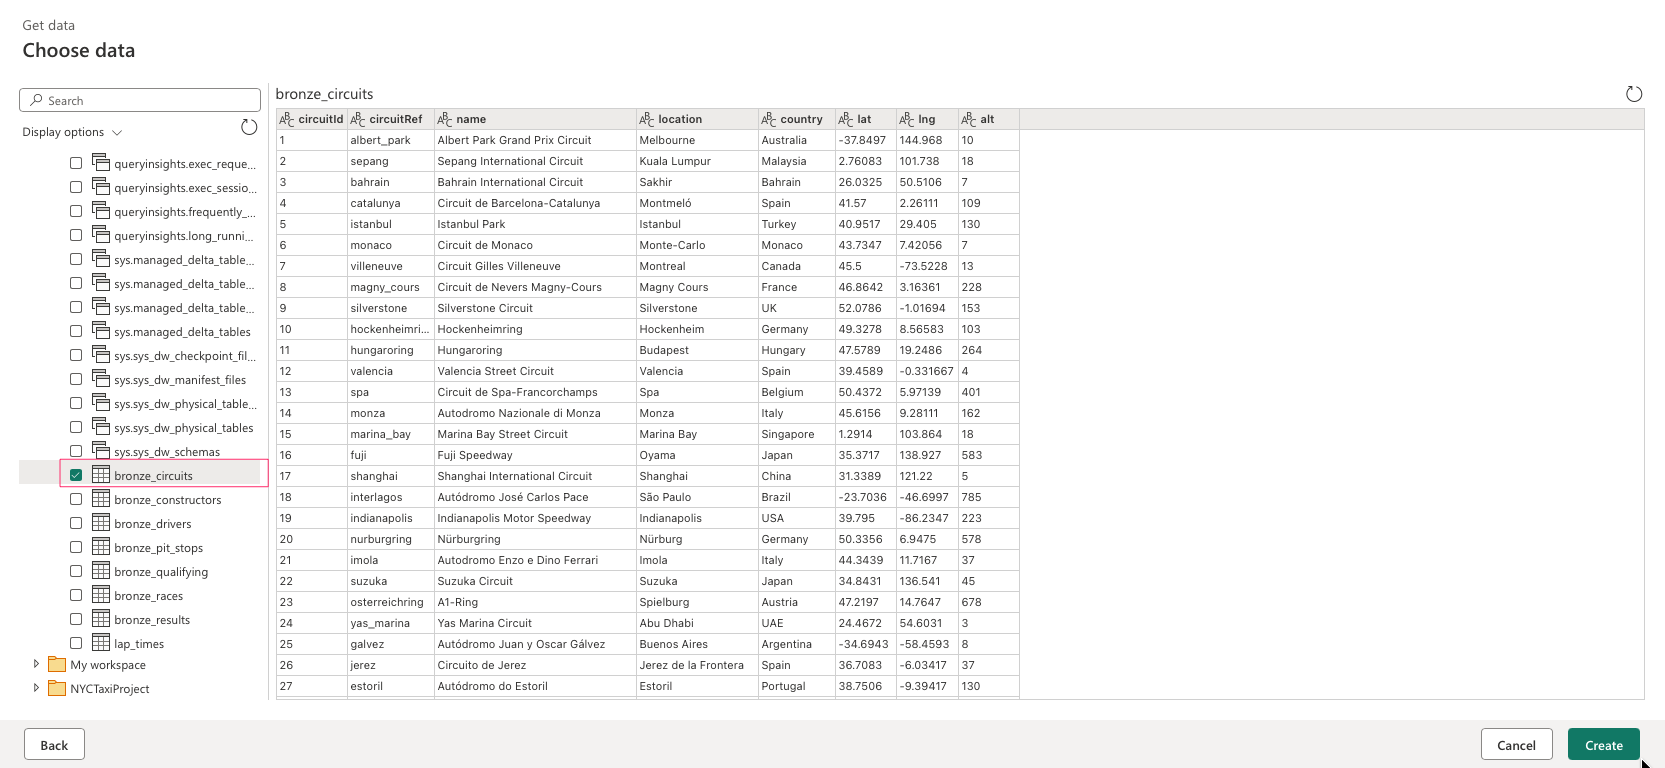 Get data
Choose data
Search
Display options
queryinsights.exec_reque...
queryinsights.exec_sessio...
queryinsights.frequently_...
queryinsights.long_runni...
sys.managed_delta_table...
sys.managed_delta_table...
sys.managed_delta_table...
sys.managed_delta_tables
sys.sys_dw_checkpoint_fil...
sys.sys_dw_manifest_files
sys.sys_dw_physical_table...
sys.sys_dw_physical_tables
sys.sys_dw_schemas
bronze_circuits
bronze_constructors
bronze_drivers
bronze_pit_stops
bronze_qualifying
bronze_races
bronze_results
lap_times
My workspace
NYCTaxiProject
bronze_circuits
ABC circuitId ABC circuitRef ABC name ABC location ABC country ABC lat ABC lng ABC alt
1 albert_park Albert Park Grand Prix Circuit Melbourne Australia -37.8497 144.968 10
2 sepang Sepang International Circuit Kuala Lumpur Malaysia 2.76083 101.738 18
3 bahrain Bahrain International Circuit Sakhir Bahrain 26.0325 50.5106 7
4 catalunya Circuit de Barcelona-Catalunya Montmeló Spain 41.57 2.26111 109
5 istanbul Istanbul Park Istanbul Turkey 40.9517 29.405 130
6 monaco Circuit de Monaco Monte-Carlo Monaco 43.7347 7.42056 7
7 villeneuve Circuit Gilles Villeneuve Montreal Canada 45.5 -73.5228 13
8 magny_cours Circuit de Nevers Magny-Cours Magny Cours France 46.8642 3.16361 228
9 silverstone Silverstone Circuit Silverstone UK 52.0786 -1.01694 153
10 hockenheimri... Hockenheimring Hockenheim Germany 49.3278 8.56583 103
11 hungaroring Hungaroring Budapest Hungary 47.5789 19.2486 264
12 valencia Valencia Street Circuit Valencia Spain 39.4589 -0.331667 4
13 spa Circuit de Spa-Francorchamps Spa Belgium 50.4372 5.97139 401
14 monza Autodromo Nazionale di Monza Monza Italy 45.6156 9.28111 162
15 marina_bay Marina Bay Street Circuit Marina Bay Singapore 1.2914 103.864 18
16 fuji Fuji Speedway Oyama Japan 35.3717 138.927 583
17 shanghai Shanghai International Circuit Shanghai China 31.3389 121.22 5
18 interlagos Autódromo José Carlos Pace São Paulo Brazil -23.7036 -46.6997 785
19 indianapolis Indianapolis Motor Speedway Indianapolis USA 39.795 -86.2347 223
20 nurburgring Nürburgring Nürburg Germany 50.3356 6.9475 578
21 imola Autodromo Enzo e Dino Ferrari Imola Italy 44.3439 11.7167 37
22 suzuka Suzuka Circuit Suzuka Japan 34.8431 136.541 45
23 osterreichring A1-Ring Spielburg Austria 47.2197 14.7647 678
24 yas_marina Yas Marina Circuit Abu Dhabi UAE 24.4672 54.6031 3
25 galvez Autódromo Juan y Oscar Gálvez Buenos Aires Argentina -34.6943 -58.4593 8
26 jerez Circuito de Jerez Jerez de la Frontera Spain 36.7083 -6.03417 37
27 estoril Autódromo do Estoril Estoril Portugal 38.7506 -9.39417 130
Back
Cancel
Create